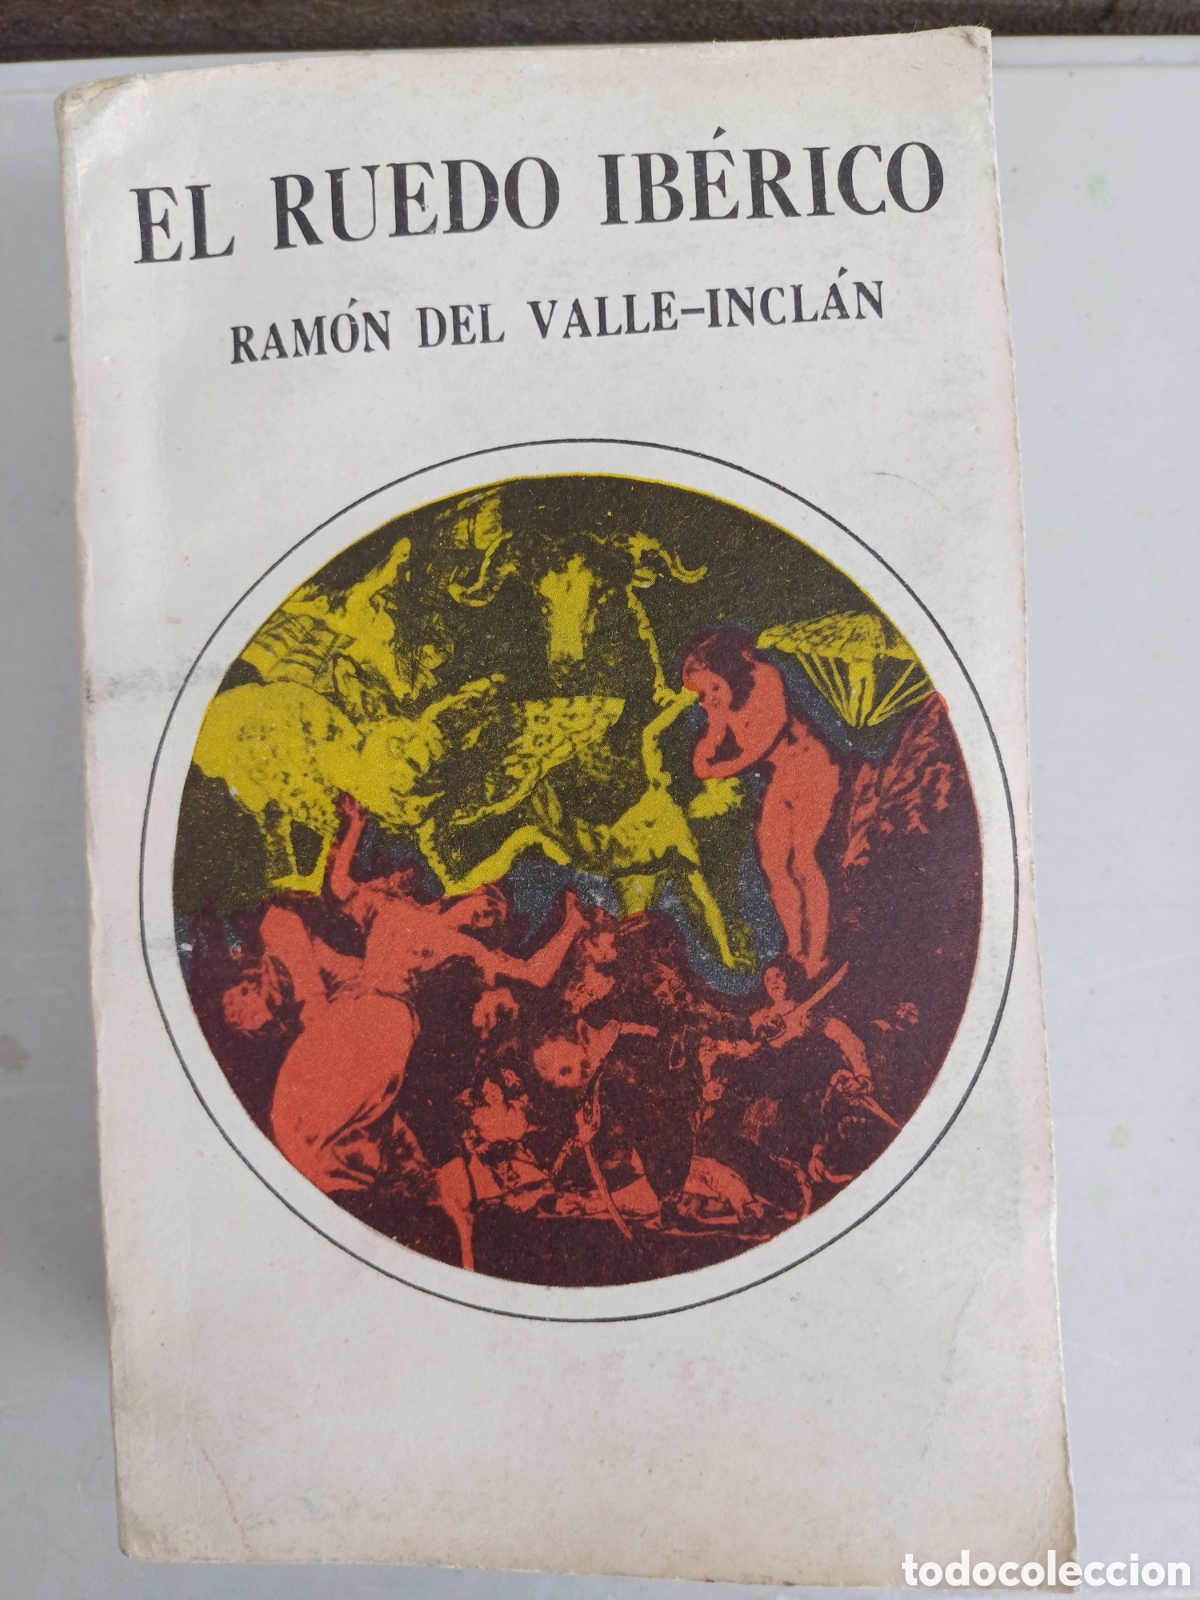 EL RUEDO IBÉRICO
RAMÓN DEL VALLE-INCLÁN
todocoleccion